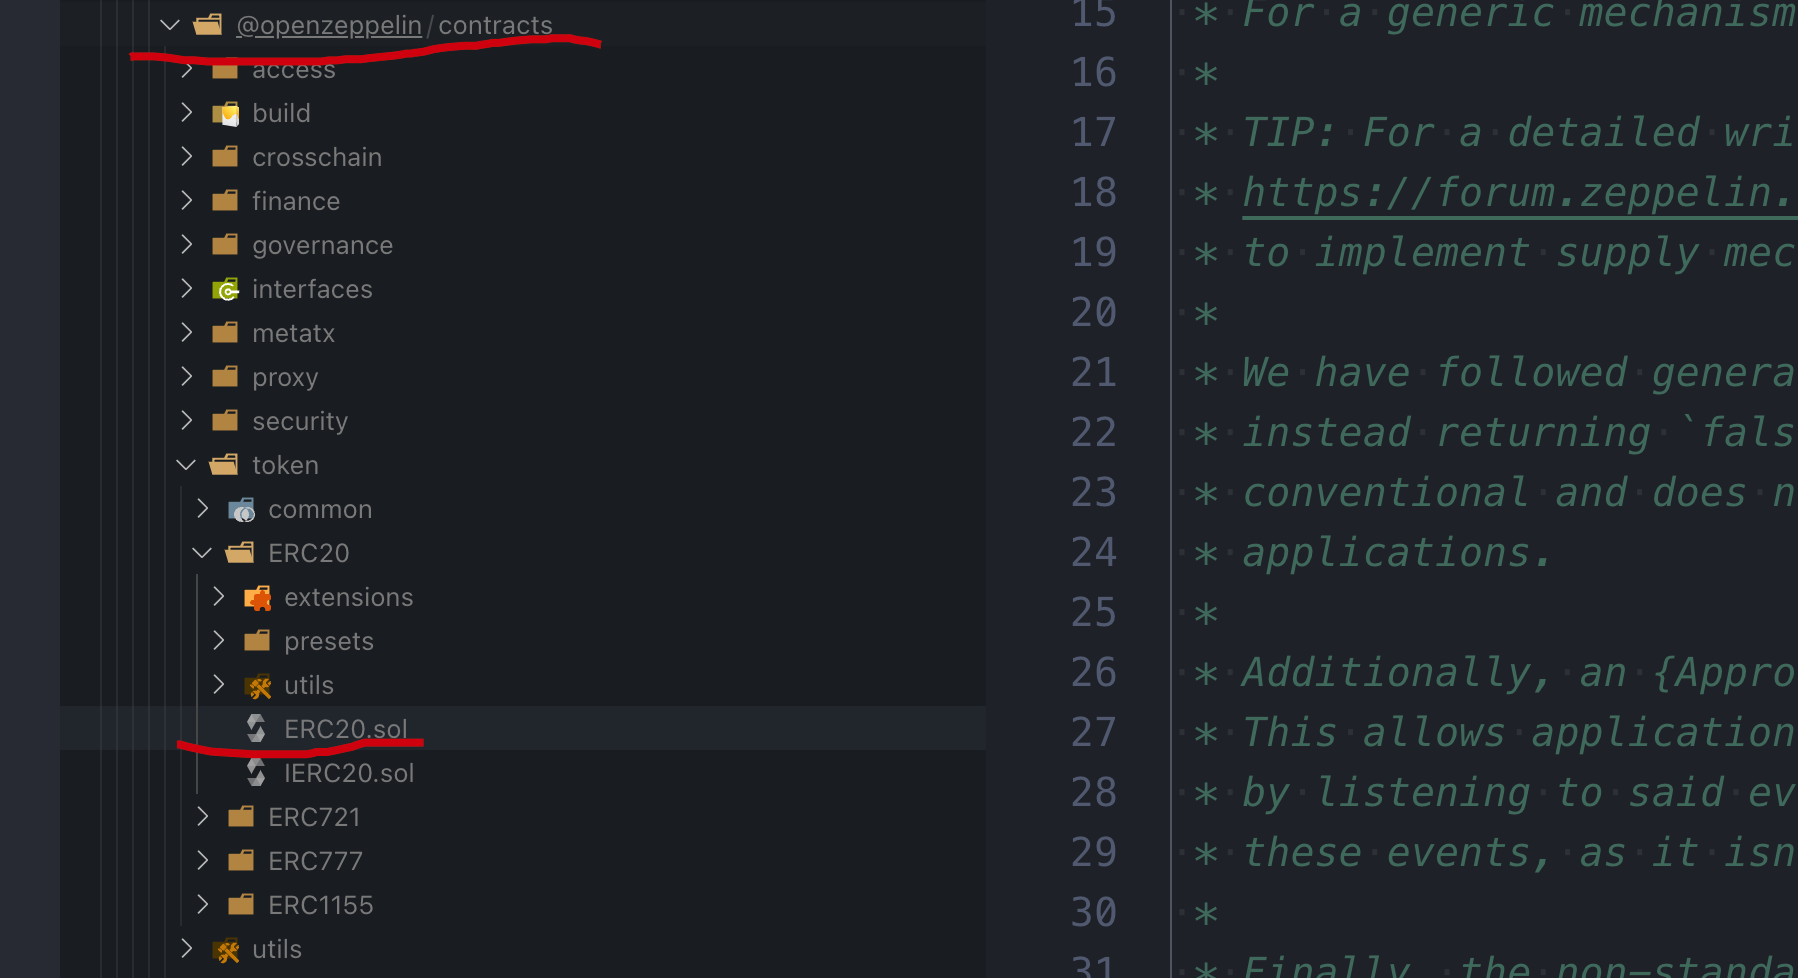 @openzeppelin/contracts
access
build
crosschain
finance
governance
interfaces
metatx
proxy
security
token
common
ERC20
extensions
presets
utils
ERC20.sol
IERC20.sol
ERC721
ERC777
ERC1155
utils
15 * For a generic mechanism
16 *
17 * TIP: For a detailed wri
18 * https://forum.zeppelin.
19 * to implement supply mec
20 *
21 * We have followed genera
22 * instead returning `fals
23 * conventional and does n
24 * applications.
25 *
26 * Additionally, an {Appro
27 * This allows application
28 * by listening to said ev
29 * these events, as it isn
30 *
31 * Finally, the non-standa